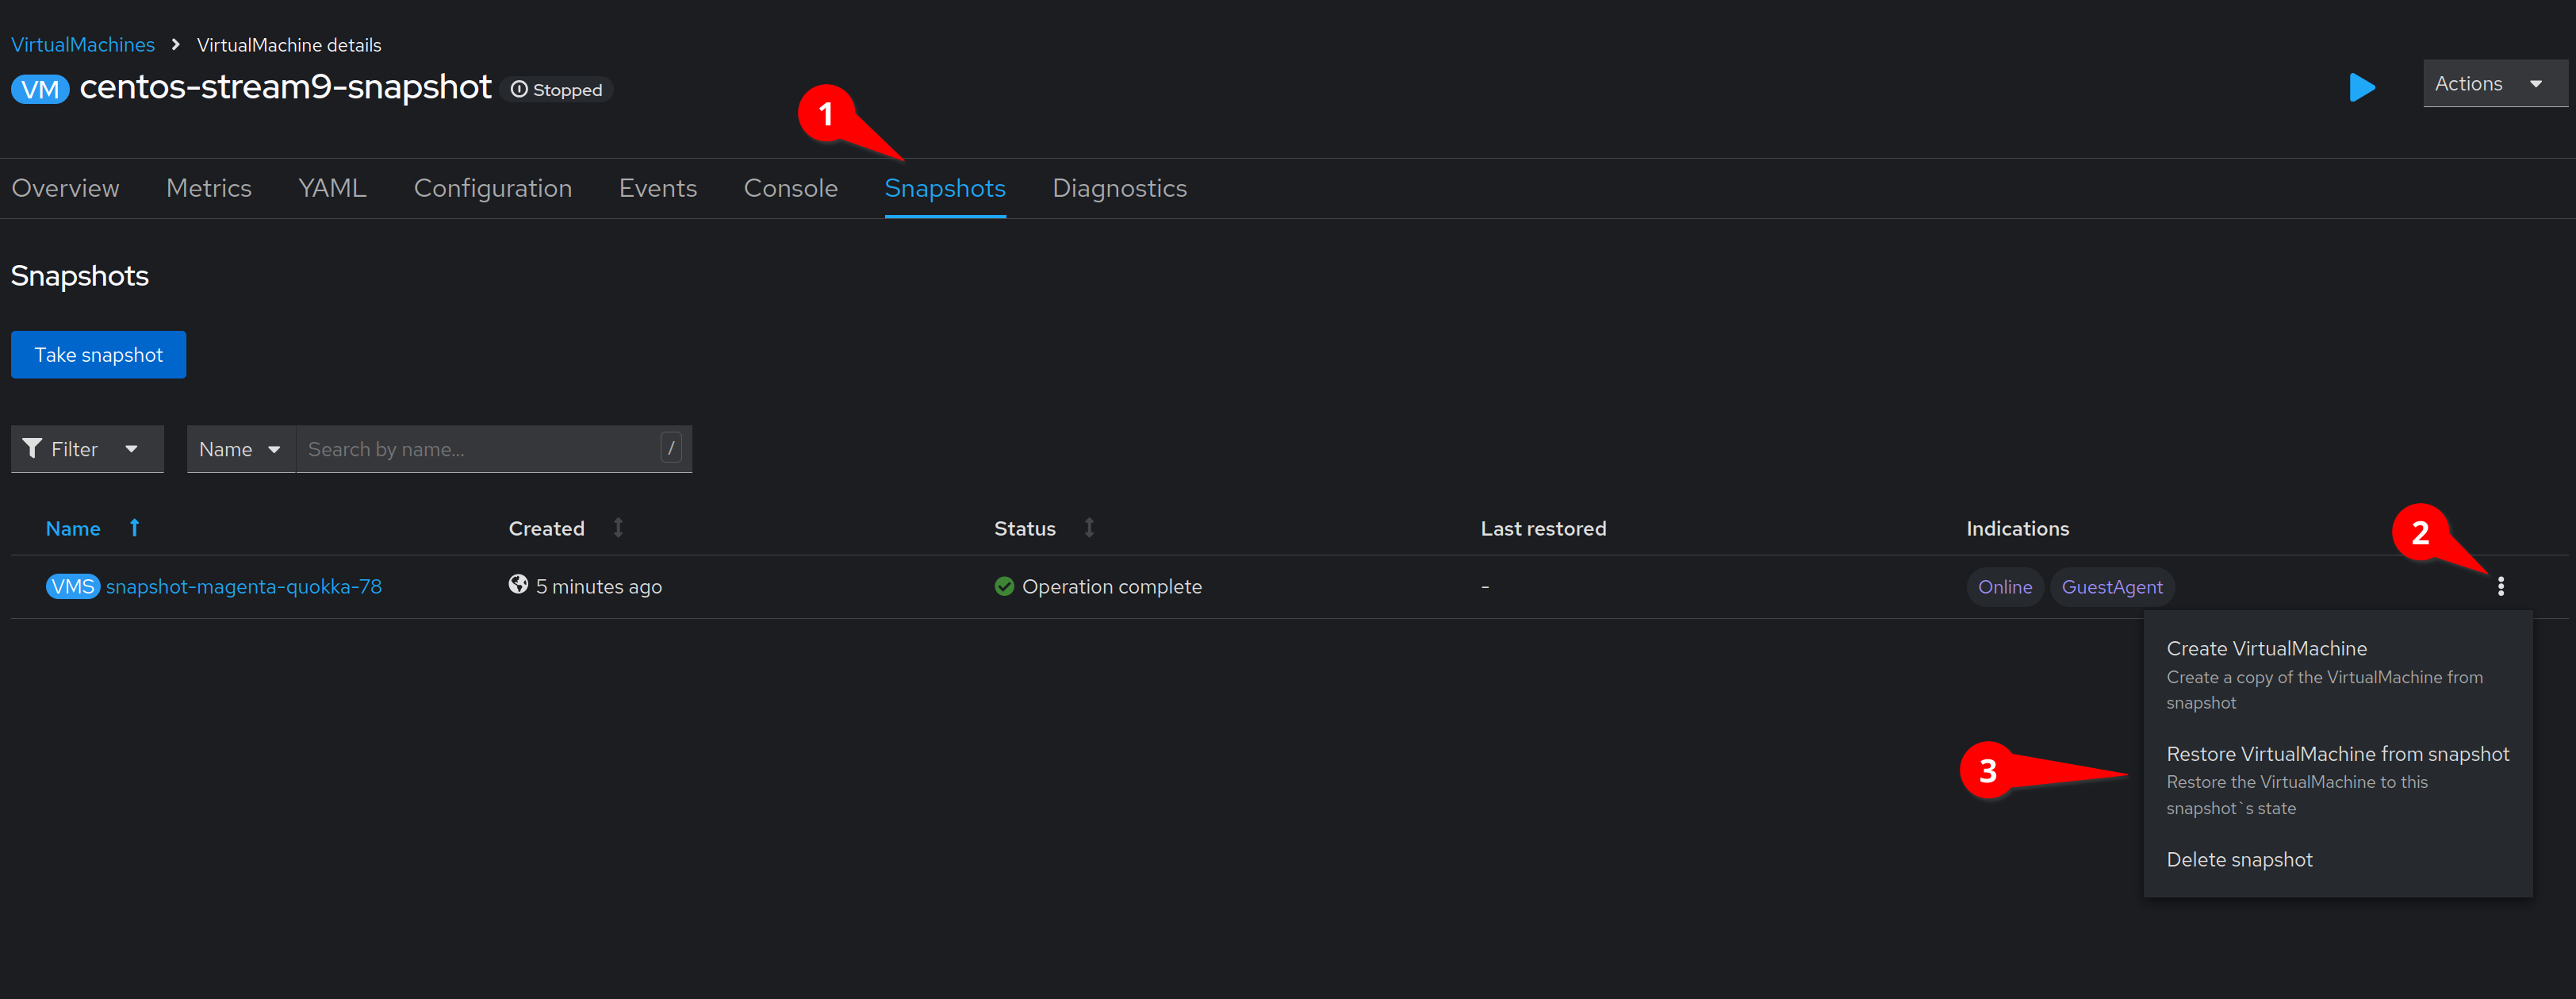 VirtualMachines > VirtualMachine details
VM centos-stream9-snapshot Stopped
Actions
1
Overview Metrics YAML Configuration Events Console Snapshots Diagnostics
Snapshots
Take snapshot
Filter Name Search by name... /
Name Created Status Last restored Indications
2
VMS snapshot-magenta-quokka-78 5 minutes ago Operation complete - Online GuestAgent
Create VirtualMachine
Create a copy of the VirtualMachine from
snapshot
3
Restore VirtualMachine from snapshot
Restore the VirtualMachine to this
snapshot`s state
Delete snapshot